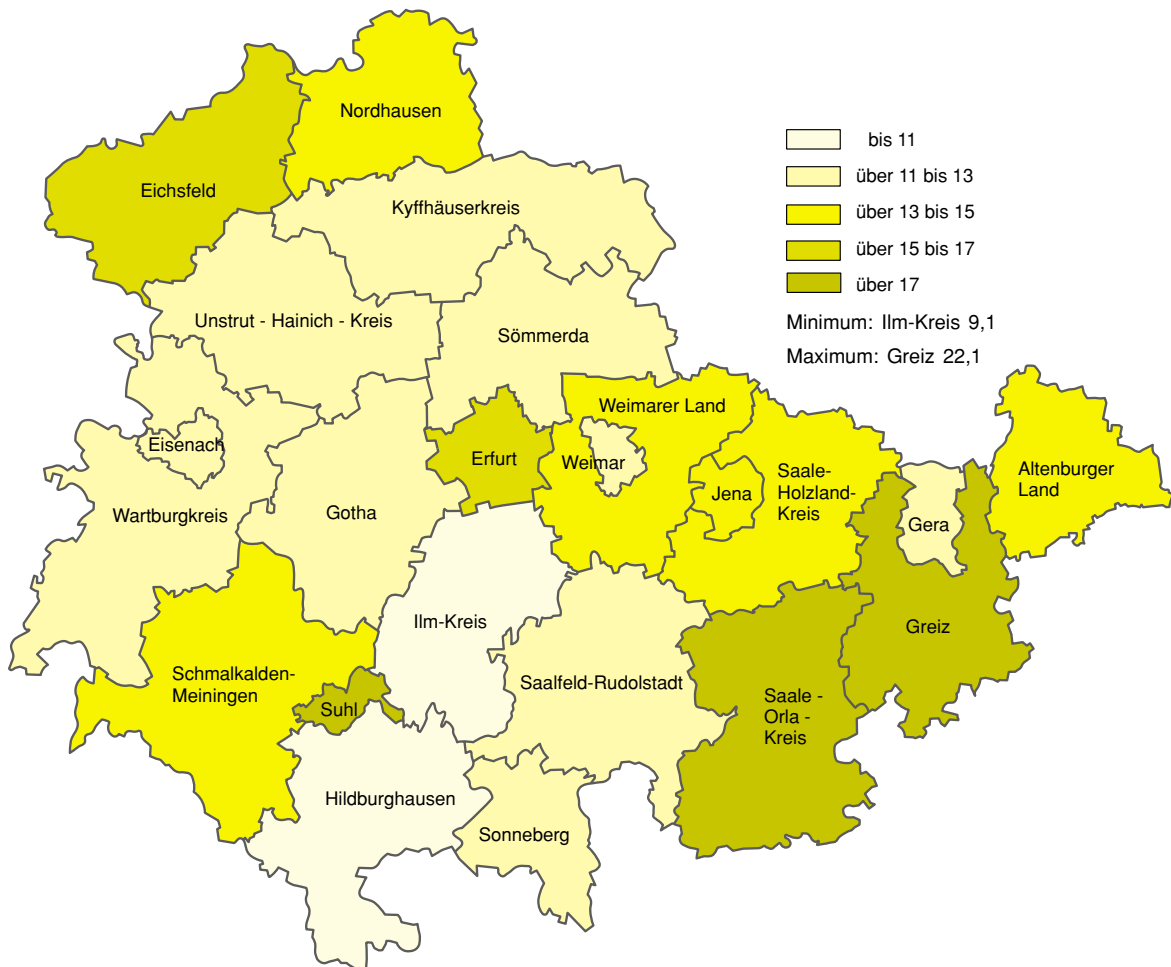 Nordhausen
bis 11
über 11 bis 13
über 13 bis 15
über 15 bis 17
über 17
Minimum: Ilm-Kreis 9,1
Maximum: Greiz 22,1
Eichsfeld
Kyffhäuserkreis
Unstrut - Hainich - Kreis
Sömmerda
Weimarer Land
Eisenach
Erfurt
Weimar
Jena
Saale-
Holzland-
Kreis
Altenburger
Land
Wartburgkreis
Gotha
Gera
Ilm-Kreis
Greiz
Schmalkalden-
Meiningen
Suhl
Saalfeld-Rudolstadt
Saale -
Orla -
Kreis
Hildburghausen
Sonneberg